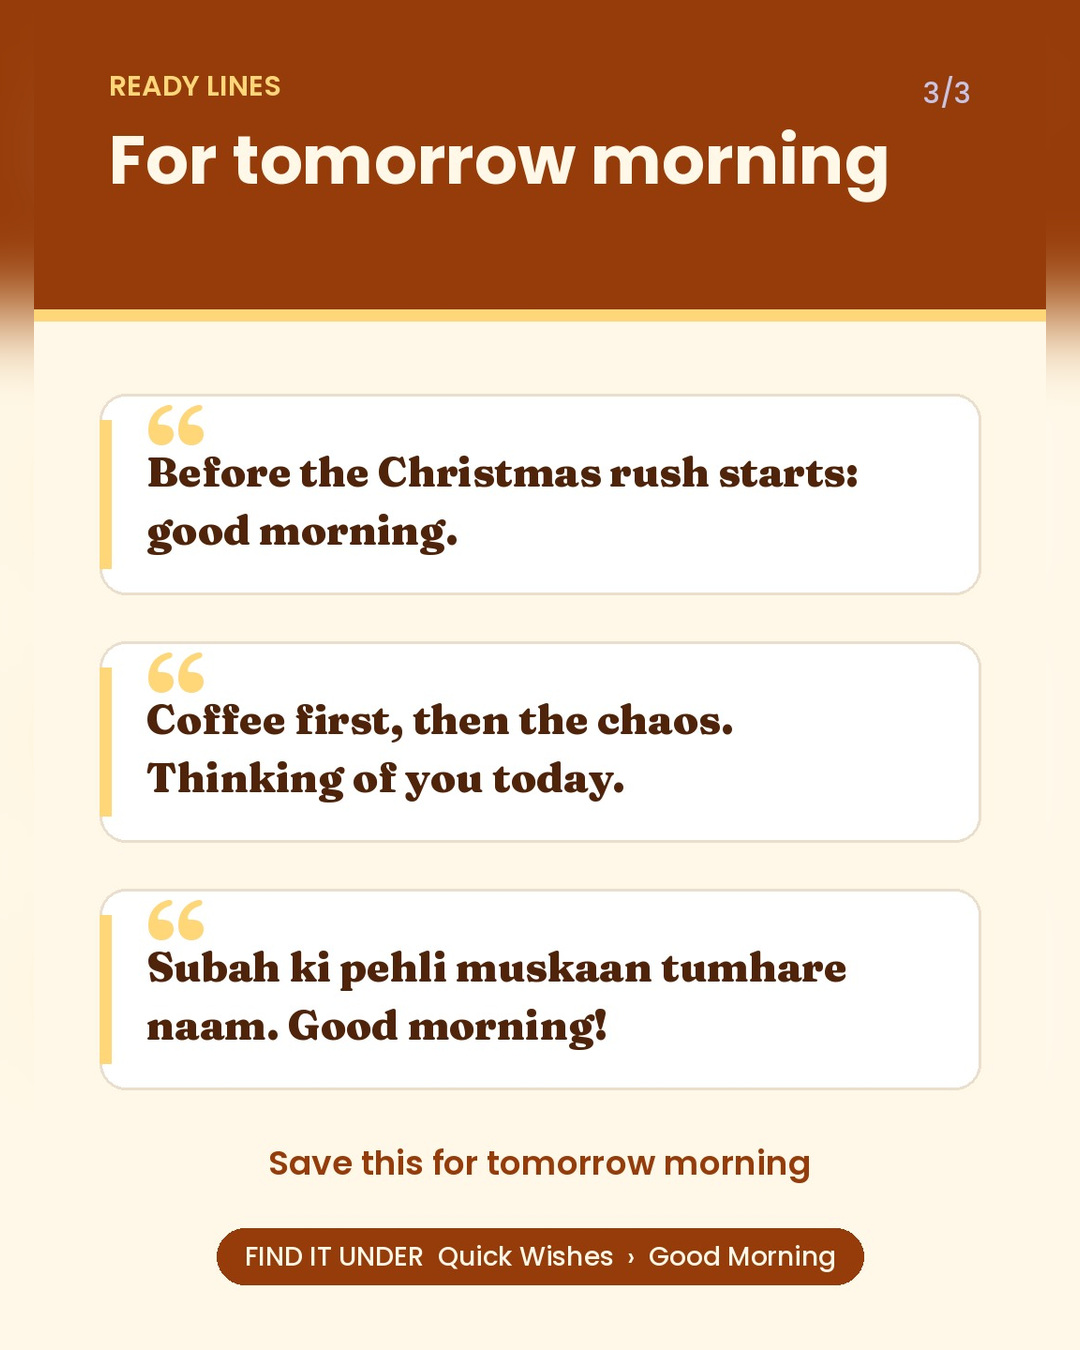 READY LINES
3/3
For tomorrow morning
“
Before the Christmas rush starts:
good morning.
“
Coffee first, then the chaos.
Thinking of you today.
“
Subah ki pehli muskaan tumhare
naam. Good morning!
Save this for tomorrow morning
FIND IT UNDER Quick Wishes › Good Morning